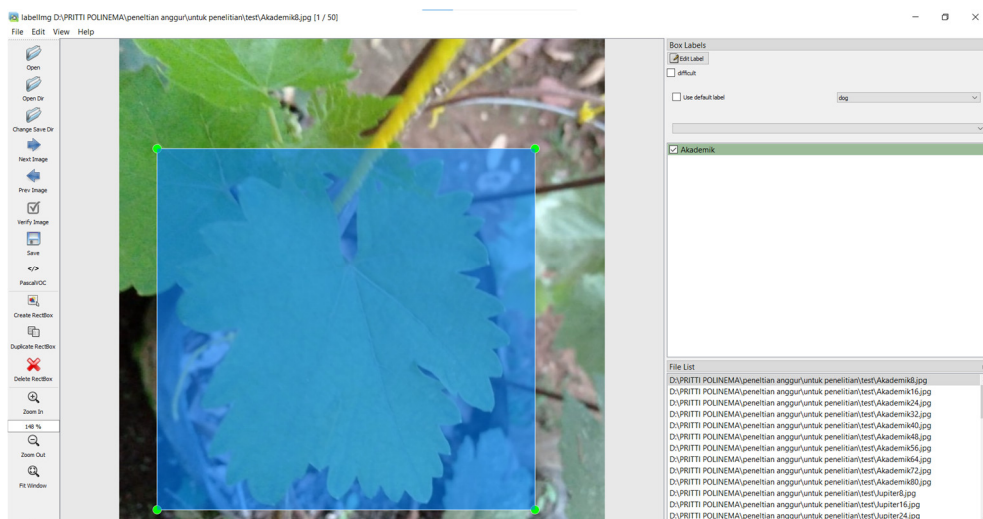 labelImg D:\PRITTI POLINEMA\peneltian anggur\untuk penelitian\test\Akademik8.jpg [1 / 50]
File Edit View Help
Open
Open Dir
Change Save Dir
Next Image
Prev Image
Verify Image
Save
</>
PascalVOC
Create RectBox
Duplicate RectBox
Delete RectBox
Zoom In
148 %
Zoom Out
Fit Window
Box Labels
Edit Label
difficult
Use default label
dog
Akademik
File List
D:\PRITTI POLINEMA\peneltian anggur\untuk penelitian\test\Akademik8.jpg
D:\PRITTI POLINEMA\peneltian anggur\untuk penelitian\test\Akademik16.jpg
D:\PRITTI POLINEMA\peneltian anggur\untuk penelitian\test\Akademik24.jpg
D:\PRITTI POLINEMA\peneltian anggur\untuk penelitian\test\Akademik32.jpg
D:\PRITTI POLINEMA\peneltian anggur\untuk penelitian\test\Akademik40.jpg
D:\PRITTI POLINEMA\peneltian anggur\untuk penelitian\test\Akademik48.jpg
D:\PRITTI POLINEMA\peneltian anggur\untuk penelitian\test\Akademik56.jpg
D:\PRITTI POLINEMA\peneltian anggur\untuk penelitian\test\Akademik64.jpg
D:\PRITTI POLINEMA\peneltian anggur\untuk penelitian\test\Akademik72.jpg
D:\PRITTI POLINEMA\peneltian anggur\untuk penelitian\test\Akademik80.jpg
D:\PRITTI POLINEMA\peneltian anggur\untuk penelitian\test\Jupiter8.jpg
D:\PRITTI POLINEMA\peneltian anggur\untuk penelitian\test\Jupiter16.jpg
D:\PRITTI POLINEMA\peneltian anggur\untuk penelitian\test\Jupiter24.jpg